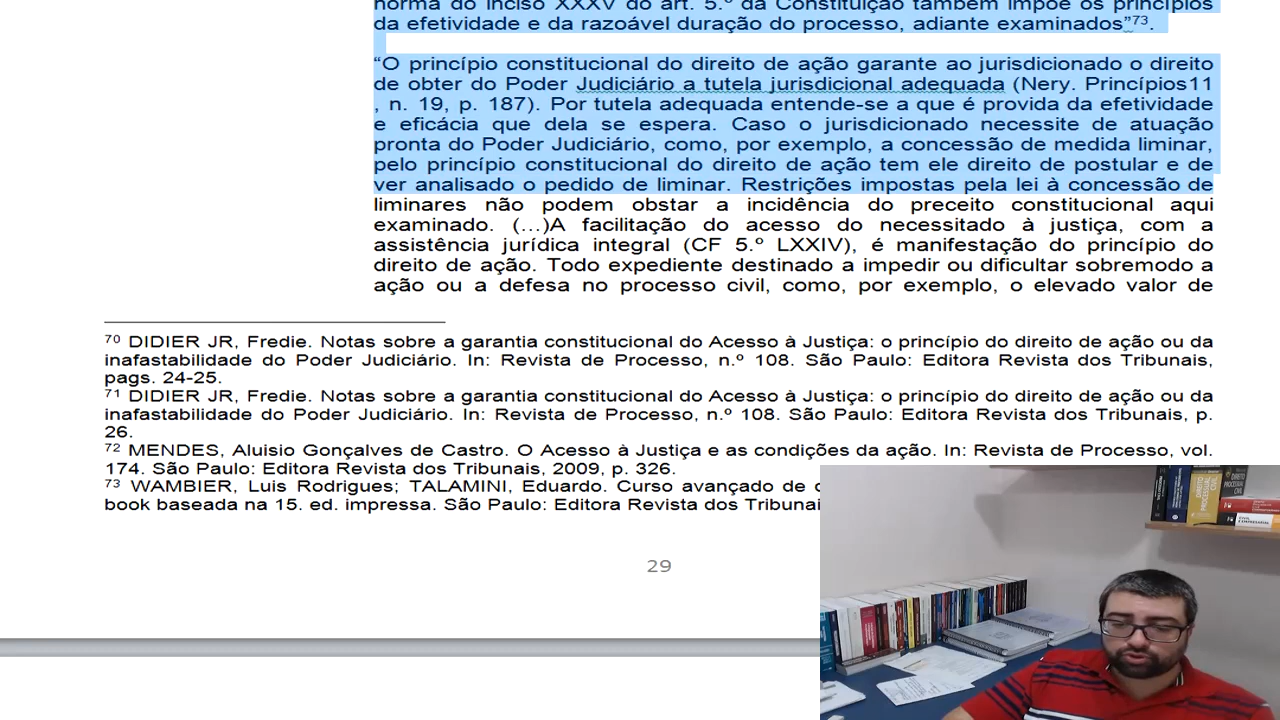 norma do inciso XXXV do art. 5.º da Constituição também impõe os princípios
da efetividade e da razoável duração do processo, adiante examinados”73.
“O princípio constitucional do direito de ação garante ao jurisdicionado o direito
de obter do Poder Judiciário a tutela jurisdicional adequada (Nery. Princípios11
, n. 19, p. 187). Por tutela adequada entende-se a que é provida da efetividade
e eficácia que dela se espera. Caso o jurisdicionado necessite de atuação
pronta do Poder Judiciário, como, por exemplo, a concessão de medida liminar,
pelo princípio constitucional do direito de ação tem ele direito de postular e de
ver analisado o pedido de liminar. Restrições impostas pela lei à concessão de
liminares não podem obstar a incidência do preceito constitucional aqui
examinado. (...)A facilitação do acesso do necessitado à justiça, com a
assistência jurídica integral (CF 5.º LXXIV), é manifestação do princípio do
direito de ação. Todo expediente destinado a impedir ou dificultar sobremodo a
ação ou a defesa no processo civil, como, por exemplo, o elevado valor de
70 DIDIER JR, Fredie. Notas sobre a garantia constitucional do Acesso à Justiça: o princípio do direito de ação ou da
inafastabilidade do Poder Judiciário. In: Revista de Processo, n.º 108. São Paulo: Editora Revista dos Tribunais,
pags. 24-25.
71 DIDIER JR, Fredie. Notas sobre a garantia constitucional do Acesso à Justiça: o princípio do direito de ação ou da
inafastabilidade do Poder Judiciário. In: Revista de Processo, n.º 108. São Paulo: Editora Revista dos Tribunais, p.
26.
72 MENDES, Aluisio Gonçalves de Castro. O Acesso à Justiça e as condições da ação. In: Revista de Processo, vol.
174. São Paulo: Editora Revista dos Tribunais, 2009, p. 326.
73 WAMBIER, Luis Rodrigues; TALAMINI, Eduardo. Curso avançado de
book baseada na 15. ed. impressa. São Paulo: Editora Revista dos Tribunai
29